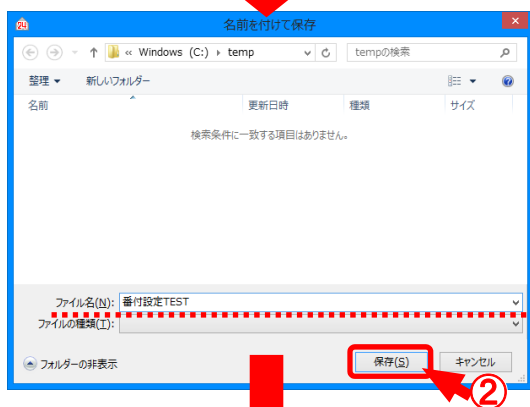 24
名前を付けて保存
×
« Windows (C:) ▸ temp
tempの検索
整理 ▼ 新しいフォルダー
名前 更新日時 種類 サイズ
検索条件に一致する項目はありません。
ファイル名(N): 番付設定TEST
ファイルの種類(T):
フォルダーの非表示
保存(S) キャンセル
②